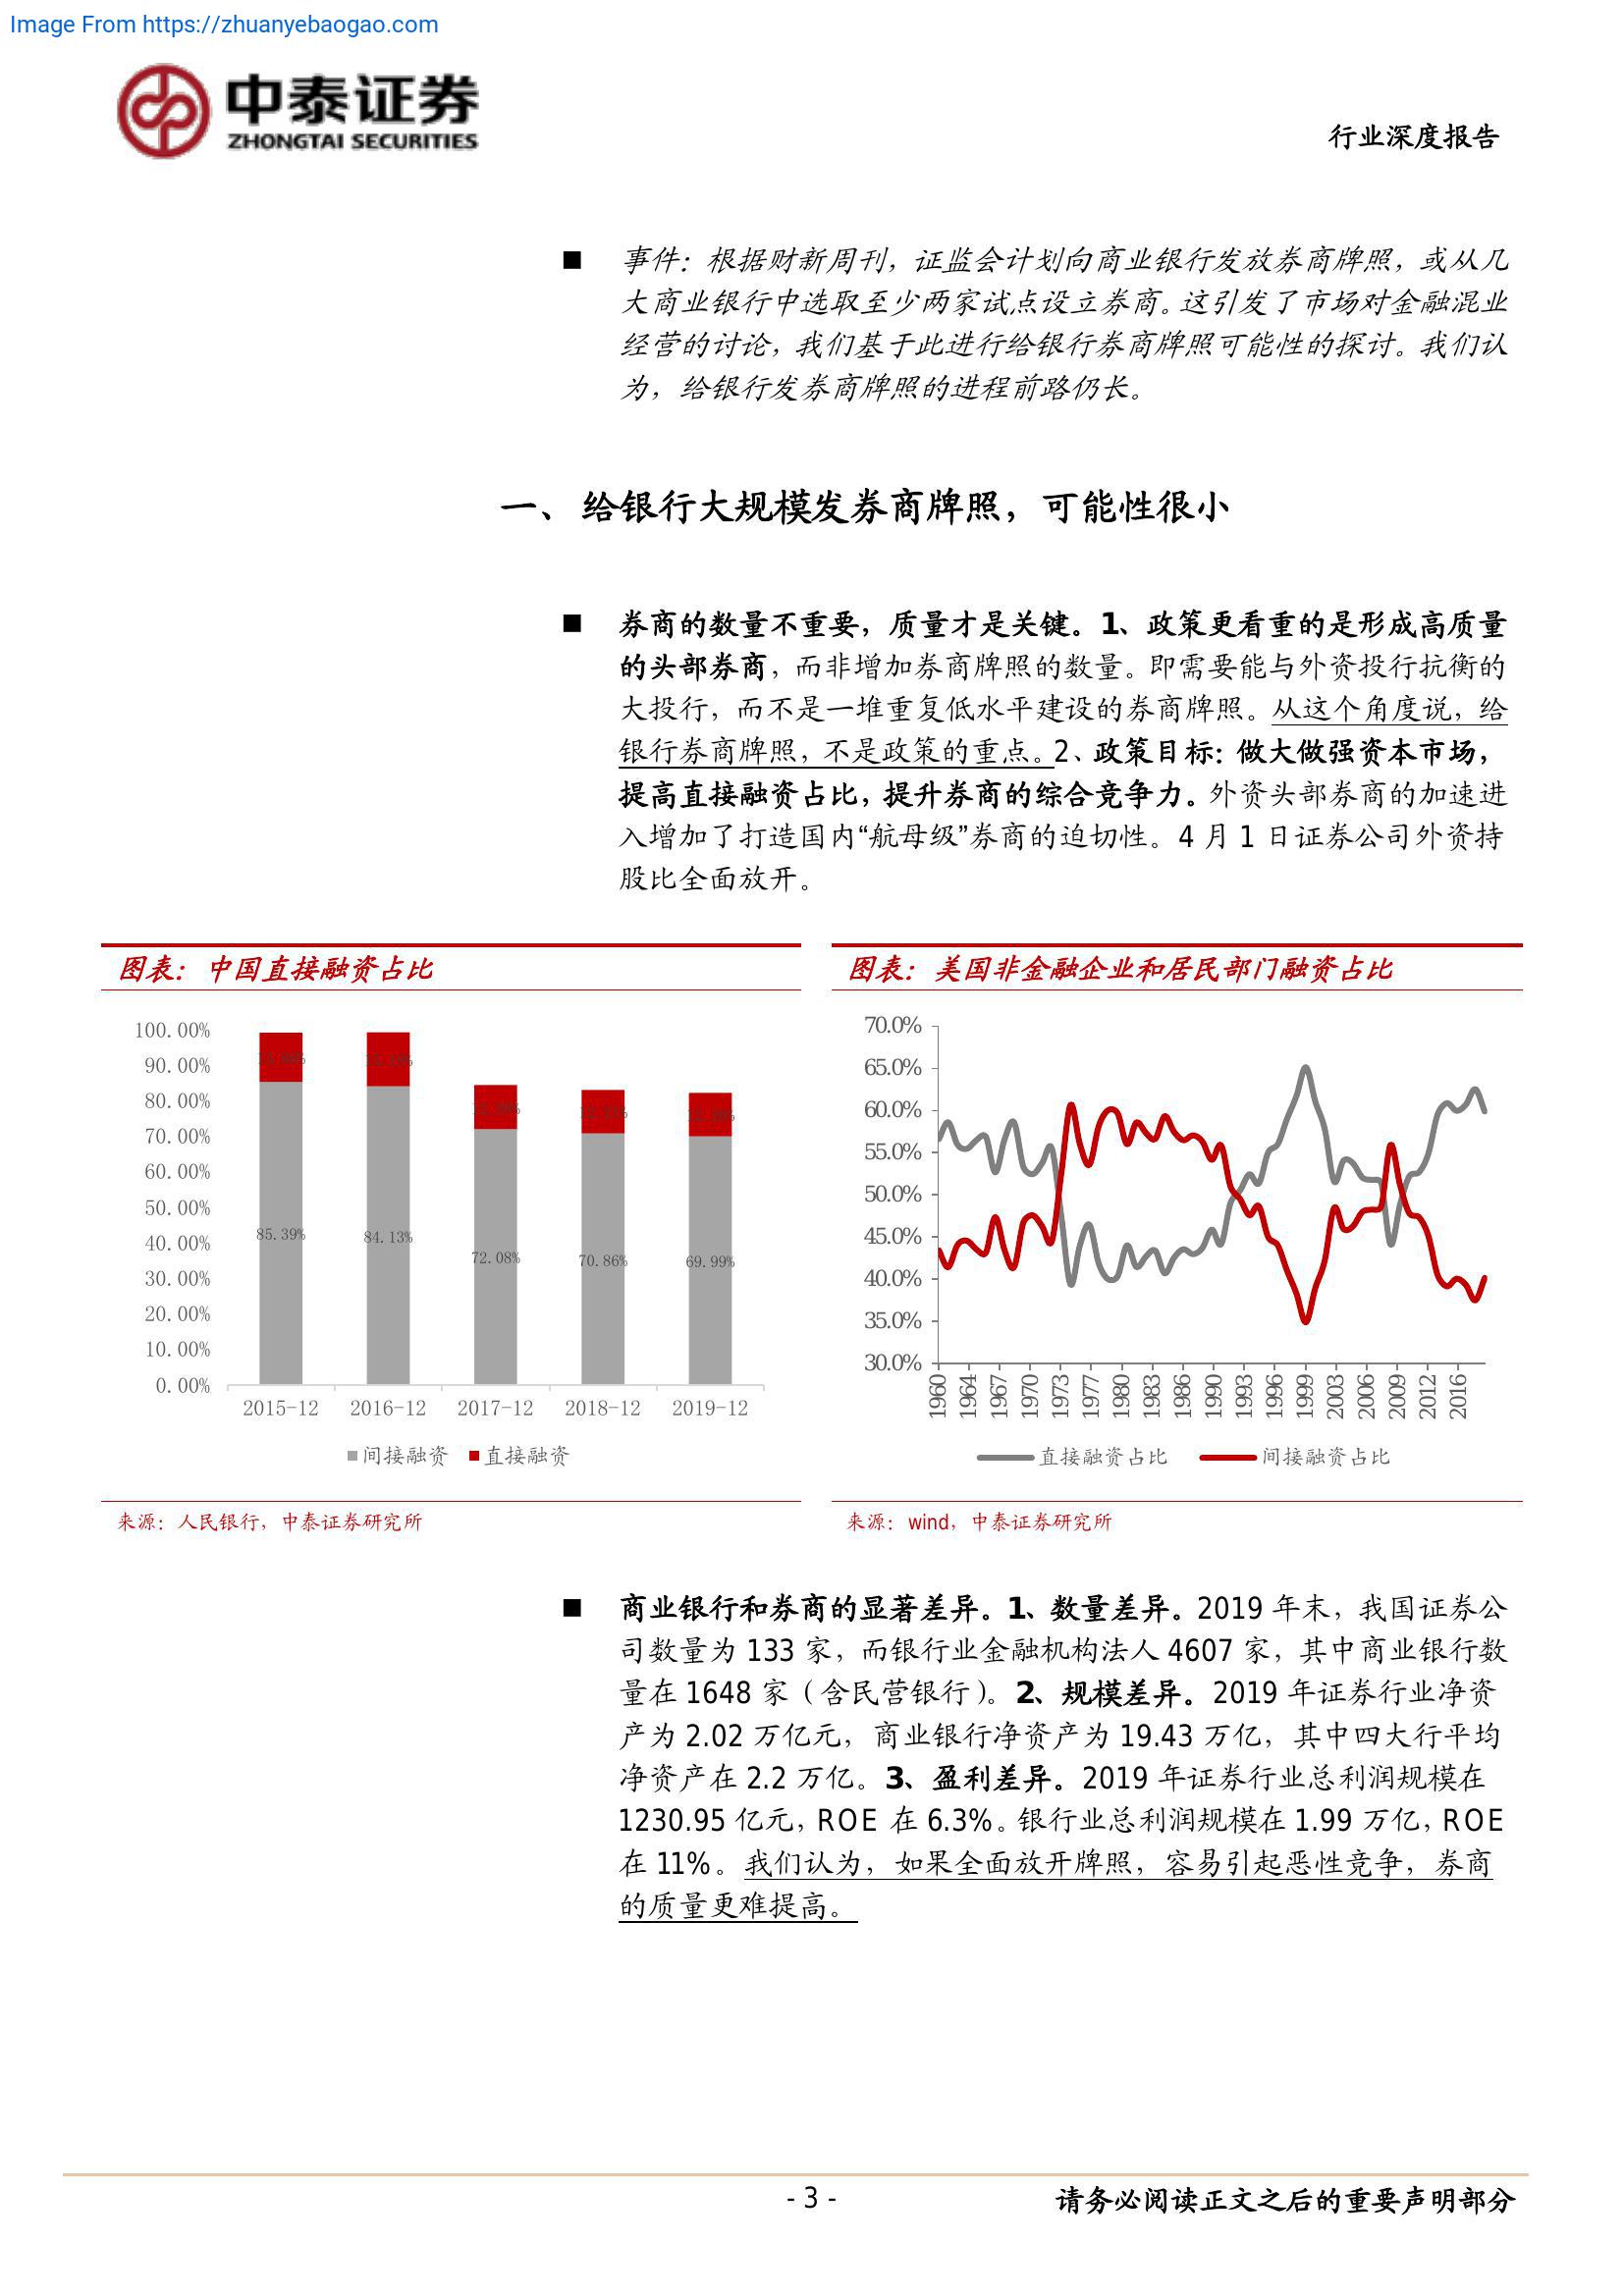 Image From https://zhuanyebaogao.com
中泰证券
ZHONGTAI SECURITIES
行业深度报告
■ 事件：根据财新周刊，证监会计划向商业银行发放券商牌照，或从几
大商业银行中选取至少两家试点设立券商。这引发了市场对金融混业
经营的讨论，我们基于此进行给银行券商牌照可能性的探讨。我们认
为，给银行发券商牌照的进程前路仍长。
一、 给银行大规模发券商牌照，可能性很小
■ 券商的数量不重要，质量才是关键。1、政策更看重的是形成高质量
的头部券商，而非增加券商牌照的数量。即需要能与外资投行抗衡的
大投行，而不是一堆重复低水平建设的券商牌照。从这个角度说，给
银行券商牌照，不是政策的重点。2、政策目标：做大做强资本市场，
提高直接融资占比，提升券商的综合竞争力。外资头部券商的加速进
入增加了打造国内“航母级”券商的迫切性。4 月 1 日证券公司外资持
股比全面放开。
图表：中国直接融资占比
100.00%
90.00%
80.00%
70.00%
60.00%
50.00%
40.00%
30.00%
20.00%
10.00%
0.00%
85.39%
84.13%
72.08%
70.86%
69.99%
2015-12 2016-12 2017-12 2018-12 2019-12
间接融资 直接融资
来源：人民银行，中泰证券研究所
图表：美国非金融企业和居民部门融资占比
70.0%
65.0%
60.0%
55.0%
50.0%
45.0%
40.0%
35.0%
30.0%
1960 1964 1967 1970 1973 1977 1980 1983 1986 1990 1993 1996 1999 2003 2006 2009 2012 2016
直接融资占比 间接融资占比
来源：wind，中泰证券研究所
■ 商业银行和券商的显著差异。1、数量差异。2019 年末，我国证券公
司数量为 133 家，而银行业金融机构法人 4607 家，其中商业银行数
量在 1648 家（含民营银行）。2、规模差异。2019 年证券行业净资
产为 2.02 万亿元，商业银行净资产为 19.43 万亿，其中四大行平均
净资产在 2.2 万亿。3、盈利差异。2019 年证券行业总利润规模在
1230.95 亿元，ROE 在 6.3%。银行业总利润规模在 1.99 万亿，ROE
在 11%。我们认为，如果全面放开牌照，容易引起恶性竞争，券商
的质量更难提高。
- 3 -
请务必阅读正文之后的重要声明部分